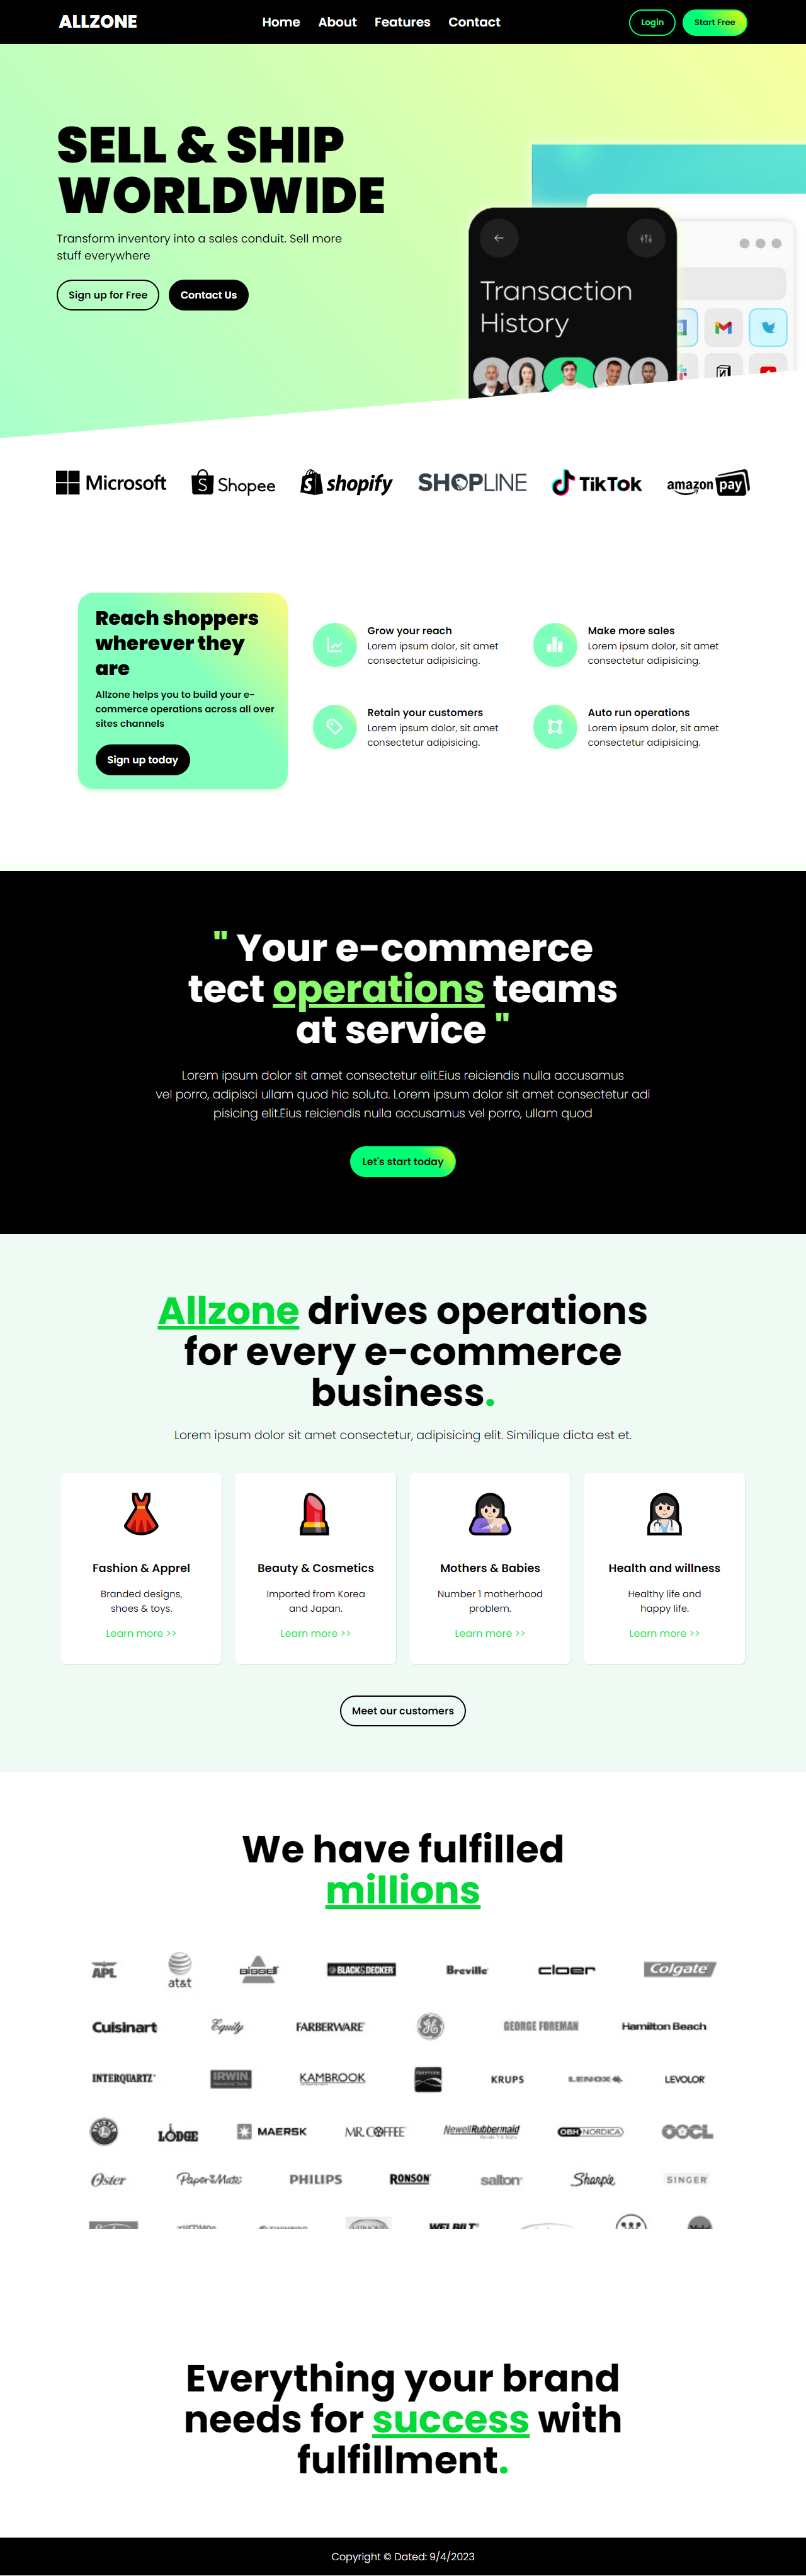 ALLZONE
Home About Features Contact
Login Start Free
SELL & SHIP
WORLDWIDE
Transform inventory into a sales conduit. Sell more
stuff everywhere
Sign up for Free Contact Us
Transaction
History
Microsoft Shopee shopify SHOPLINE TikTok amazon pay
Reach shoppers
wherever they
are
Allzone helps you to build your e-
commerce operations across all over
sites channels
Sign up today
Grow your reach
Lorem ipsum dolor, sit amet
consectetur adipisicing.
Make more sales
Lorem ipsum dolor, sit amet
consectetur adipisicing.
Retain your customers
Lorem ipsum dolor, sit amet
consectetur adipisicing.
Auto run operations
Lorem ipsum dolor, sit amet
consectetur adipisicing.
" Your e-commerce
tect operations teams
at service "
Lorem ipsum dolor sit amet consectetur elit.Eius reiciendis nulla accusamus
vel porro, adipisci ullam quod hic soluta. Lorem ipsum dolor sit amet consectetur adi
pisicing elit.Eius reiciendis nulla accusamus vel porro, ullam quod
Let's start today
Allzone drives operations
for every e-commerce
business.
Lorem ipsum dolor sit amet consectetur, adipisicing elit. Similique dicta est et.
Fashion & Apprel
Branded designs,
shoes & toys.
Learn more >>
Beauty & Cosmetics
Imported from Korea
and Japan.
Learn more >>
Mothers & Babies
Number 1 motherhood
problem.
Learn more >>
Health and willness
Healthy life and
happy life.
Learn more >>
Meet our customers
We have fulfilled
millions
APL at&t BISSELL BLACK&DECKER Breville cloer Colgate
Cuisinart Equity FARBERWARE GE GEORGE FOREMAN Hamilton Beach
INTERQUARTZ IRWIN KAMBROOK KRUPS LENOX LEVOLOR
LODGE MAERSK MR. COFFEE NewellRubbermaid OBH NORDICA OOCL
Oster PaperMate PHILIPS RONSON salton Sharpie SINGER
THERMOS WELBILT
Everything your brand
needs for success with
fulfillment.
Copyright © Dated: 9/4/2023